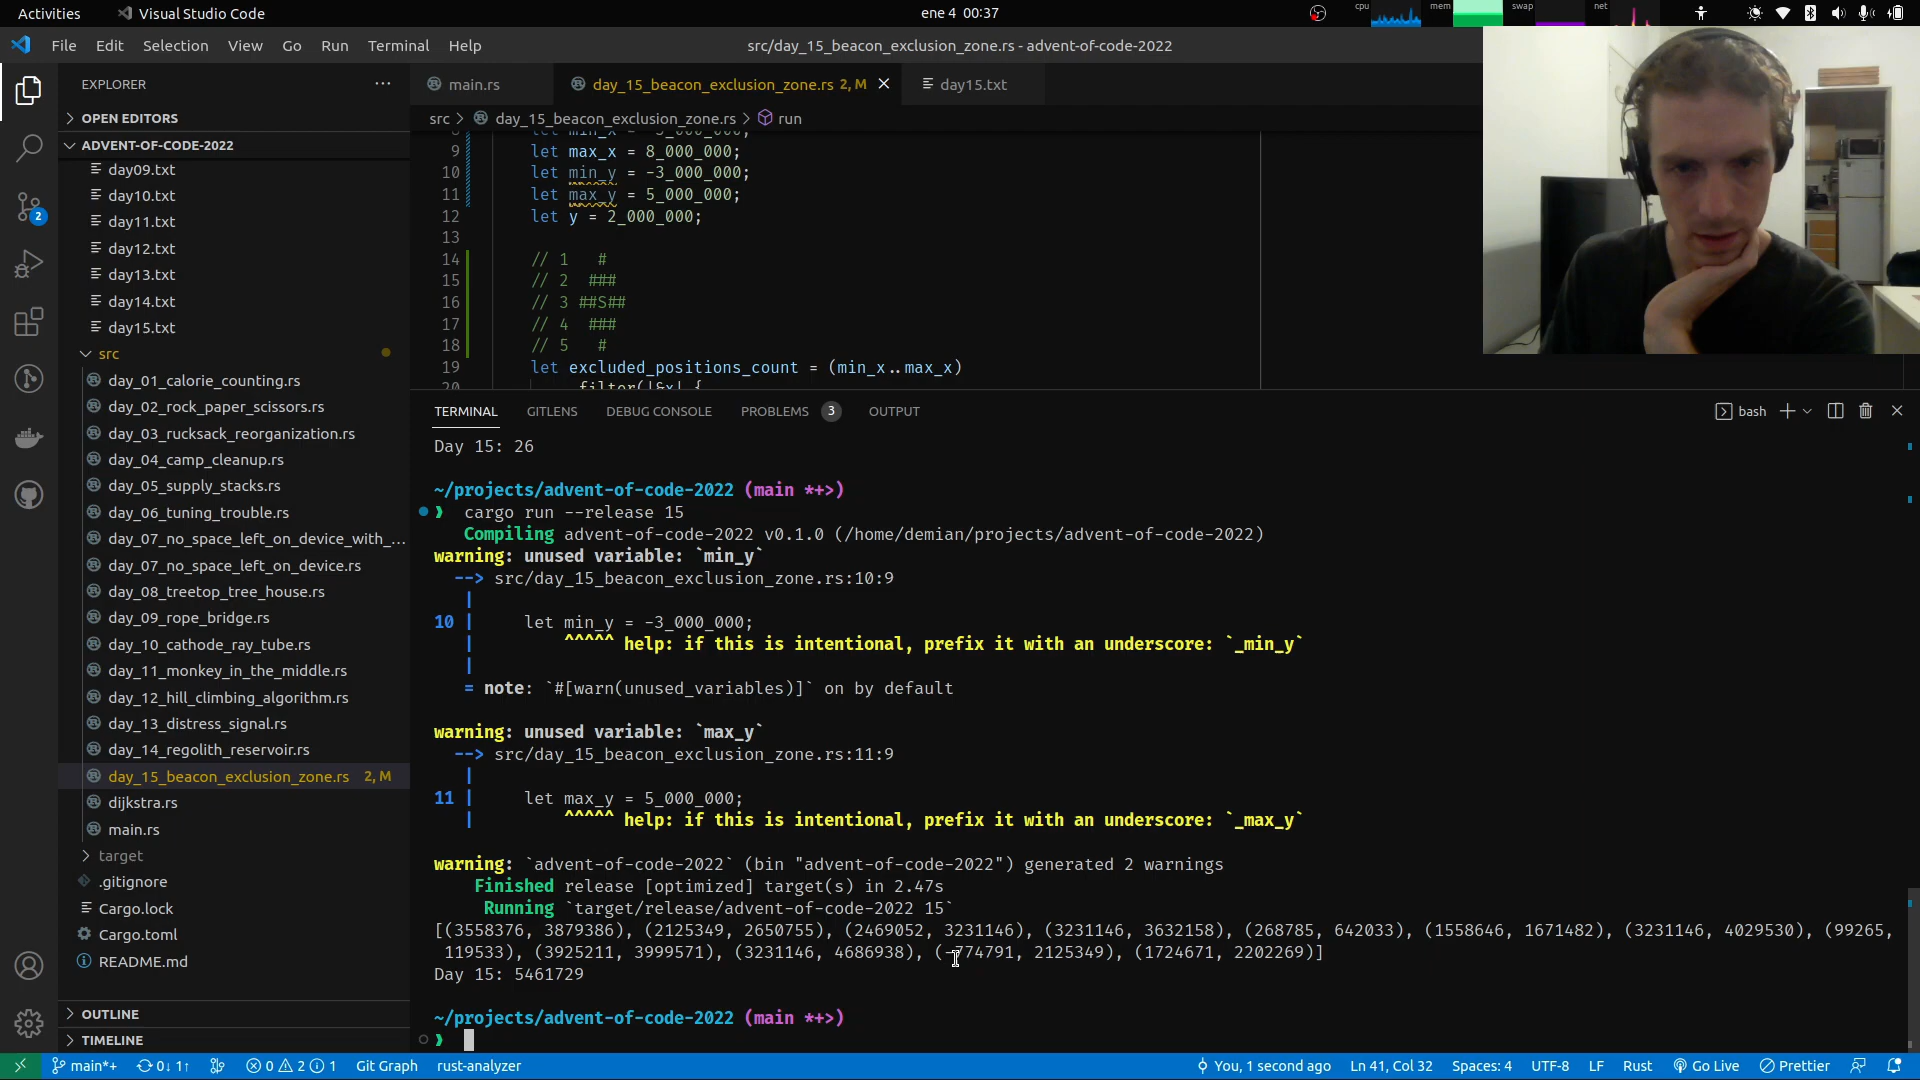 Activities
Visual Studio Code
ene 4 00:37
cpu
mem
swap
net
File Edit Selection View Go Run Terminal Help
src/day_15_beacon_exclusion_zone.rs - advent-of-code-2022
EXPLORER
main.rs
day_15_beacon_exclusion_zone.rs 2, M
day15.txt
OPEN EDITORS
src > day_15_beacon_exclusion_zone.rs > run
ADVENT-OF-CODE-2022
day09.txt
day10.txt
day11.txt
day12.txt
day13.txt
day14.txt
day15.txt
src
day_01_calorie_counting.rs
day_02_rock_paper_scissors.rs
day_03_rucksack_reorganization.rs
day_04_camp_cleanup.rs
day_05_supply_stacks.rs
day_06_tuning_trouble.rs
day_07_no_space_left_on_device_with_...
day_07_no_space_left_on_device.rs
day_08_treetop_tree_house.rs
day_09_rope_bridge.rs
day_10_cathode_ray_tube.rs
day_11_monkey_in_the_middle.rs
day_12_hill_climbing_algorithm.rs
day_13_distress_signal.rs
day_14_regolith_reservoir.rs
day_15_beacon_exclusion_zone.rs 2, M
dijkstra.rs
main.rs
target
.gitignore
Cargo.lock
Cargo.toml
README.md
OUTLINE
TIMELINE
9 let max_x = 8_000_000;
10 let min_y = -3_000_000;
11 let max_y = 5_000_000;
12 let y = 2_000_000;
13
14 // 1   #
15 // 2  ###
16 // 3 ##S##
17 // 4  ###
18 // 5   #
19 let excluded_positions_count = (min_x..max_x)
20 .filter(|&x| {
TERMINAL GITLENS DEBUG CONSOLE PROBLEMS 3 OUTPUT
bash
Day 15: 26
~/projects/advent-of-code-2022 (main *+>)
❱ cargo run --release 15
Compiling advent-of-code-2022 v0.1.0 (/home/demian/projects/advent-of-code-2022)
warning: unused variable: `min_y`
--> src/day_15_beacon_exclusion_zone.rs:10:9
|
10 | let min_y = -3_000_000;
| ^^^^^ help: if this is intentional, prefix it with an underscore: `_min_y`
|
= note: `#[warn(unused_variables)]` on by default
warning: unused variable: `max_y`
--> src/day_15_beacon_exclusion_zone.rs:11:9
|
11 | let max_y = 5_000_000;
| ^^^^^ help: if this is intentional, prefix it with an underscore: `_max_y`
warning: `advent-of-code-2022` (bin "advent-of-code-2022") generated 2 warnings
Finished release [optimized] target(s) in 2.47s
Running `target/release/advent-of-code-2022 15`
[(3558376, 3879386), (2125349, 2650755), (2469052, 3231146), (3231146, 3632158), (268785, 642033), (1558646, 1671482), (3231146, 4029530), (99265,
119533), (3925211, 3999571), (3231146, 4686938), (-774791, 2125349), (1724671, 2202269)]
Day 15: 5461729
~/projects/advent-of-code-2022 (main *+>)
❱
main*+ 0↓ 1↑ 0 2 1 Git Graph rust-analyzer
You, 1 second ago Ln 41, Col 32 Spaces: 4 UTF-8 LF Rust Go Live Prettier